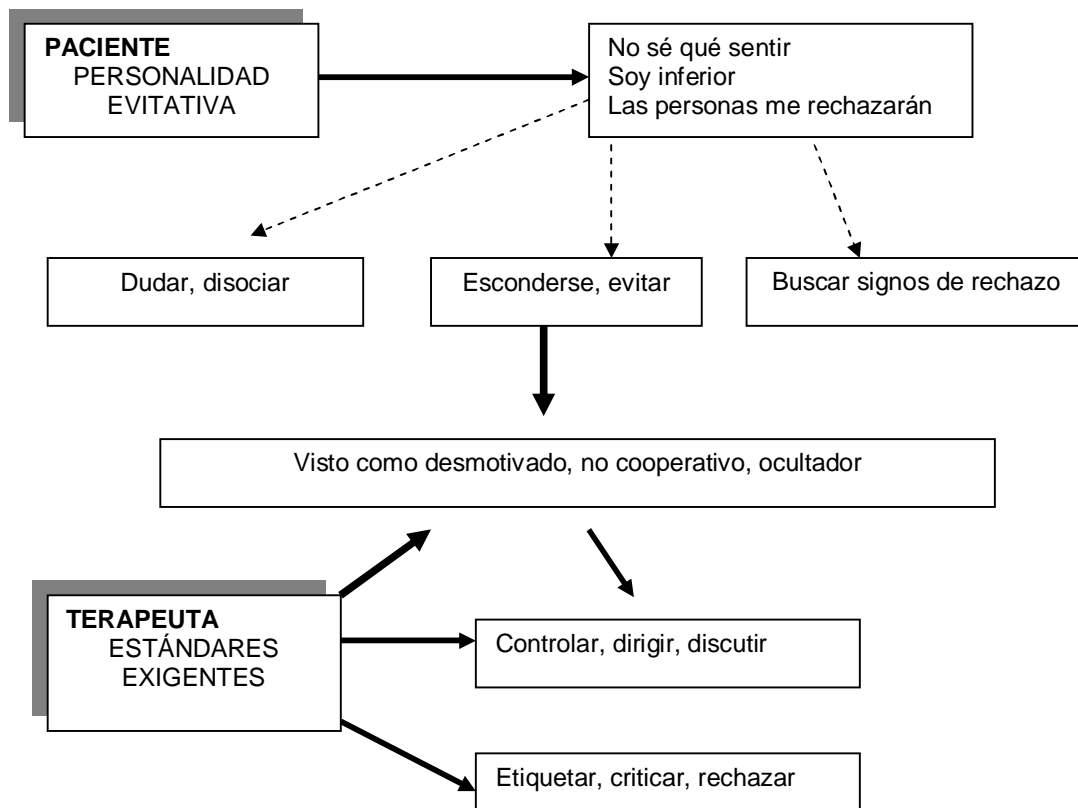 PACIENTE
PERSONALIDAD
EVITATIVA
No sé qué sentir
Soy inferior
Las personas me rechazarán
Dudar, disociar
Esconderse, evitar
Buscar signos de rechazo
Visto como desmotivado, no cooperativo, ocultador
TERAPEUTA
ESTÁNDARES
EXIGENTES
Controlar, dirigir, discutir
Etiquetar, criticar, rechazar